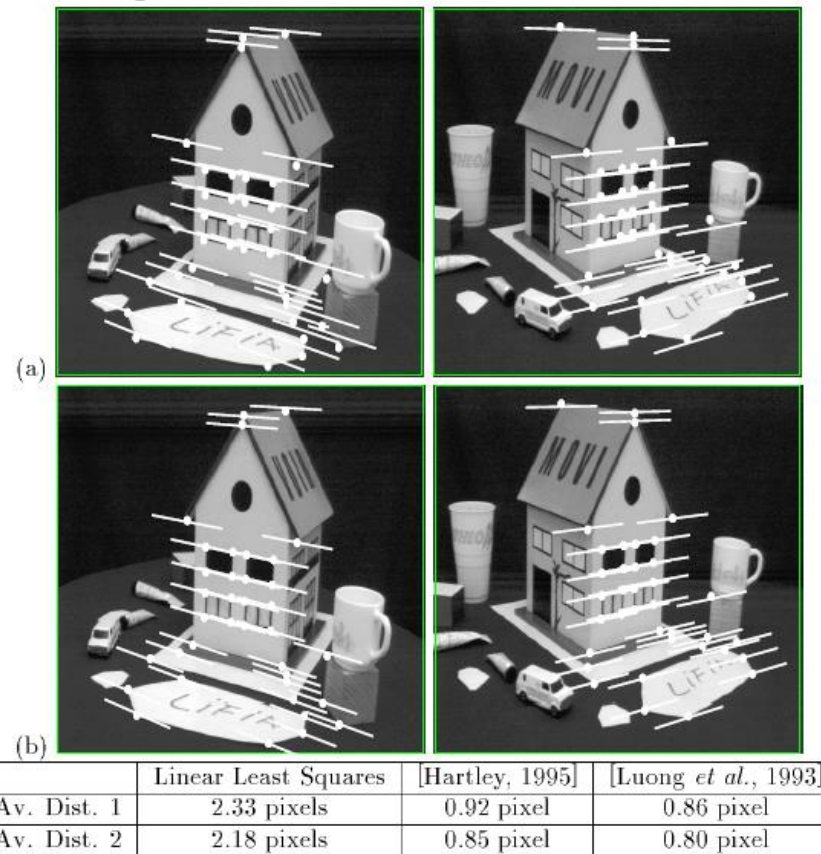 MOVI
LiFiA
LiFiA
(a)
MOVI
LiFiA
LiFiA
(b)
Linear Least Squares [Hartley, 1995] [Luong et al., 1993]
Av. Dist. 1 2.33 pixels 0.92 pixel 0.86 pixel
Av. Dist. 2 2.18 pixels 0.85 pixel 0.80 pixel